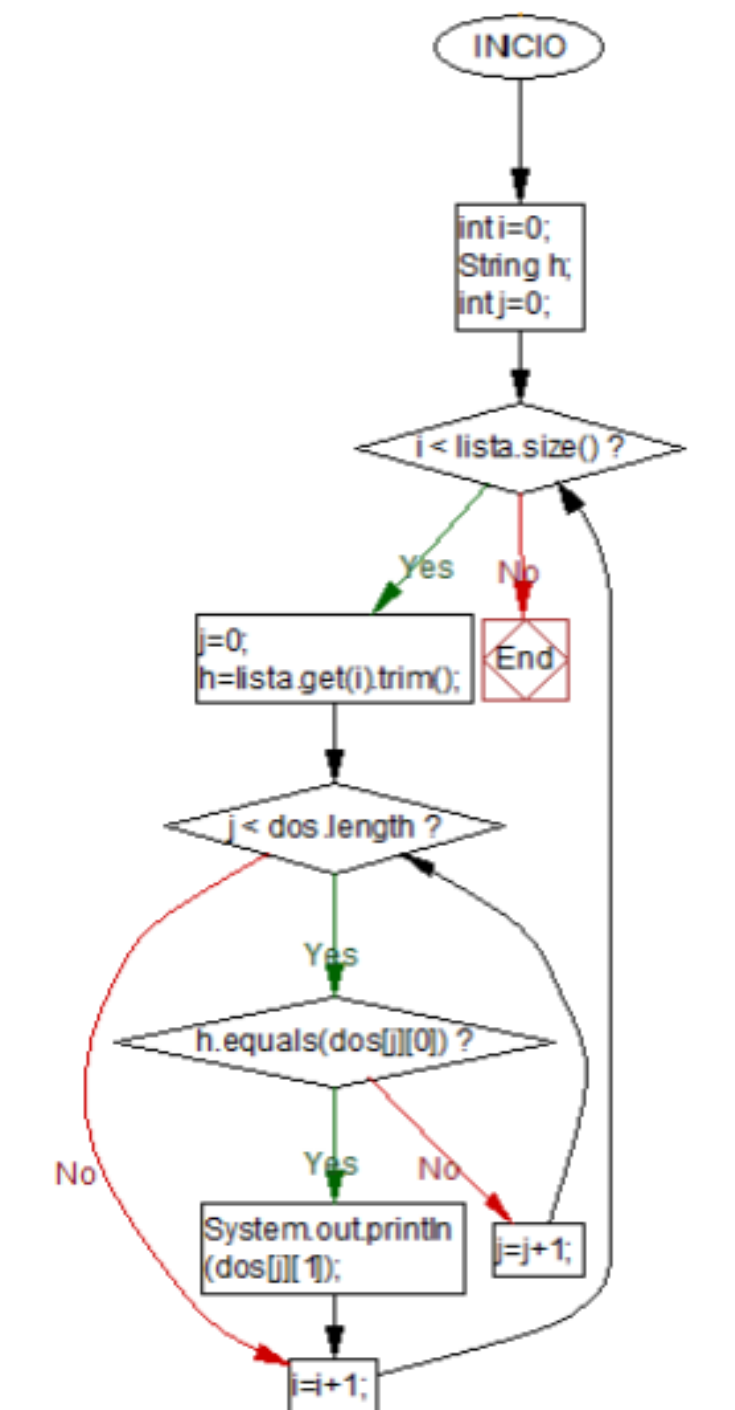 INICIO
int i=0;
String h;
int j=0;
i < lista.size() ?
Yes
No
j=0;
h=lista.get(i).trim();
End
j < dos.length ?
Yes
h.equals(dos[j][0]) ?
No
Yes
No
System.out.println
(dos[j][1]);
j=j+1;
i=i+1;